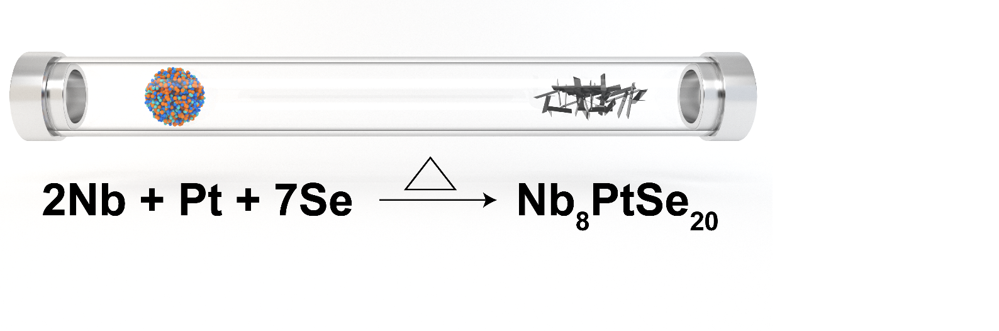 2Nb + Pt + 7Se △→ Nb₈PtSe₂₀